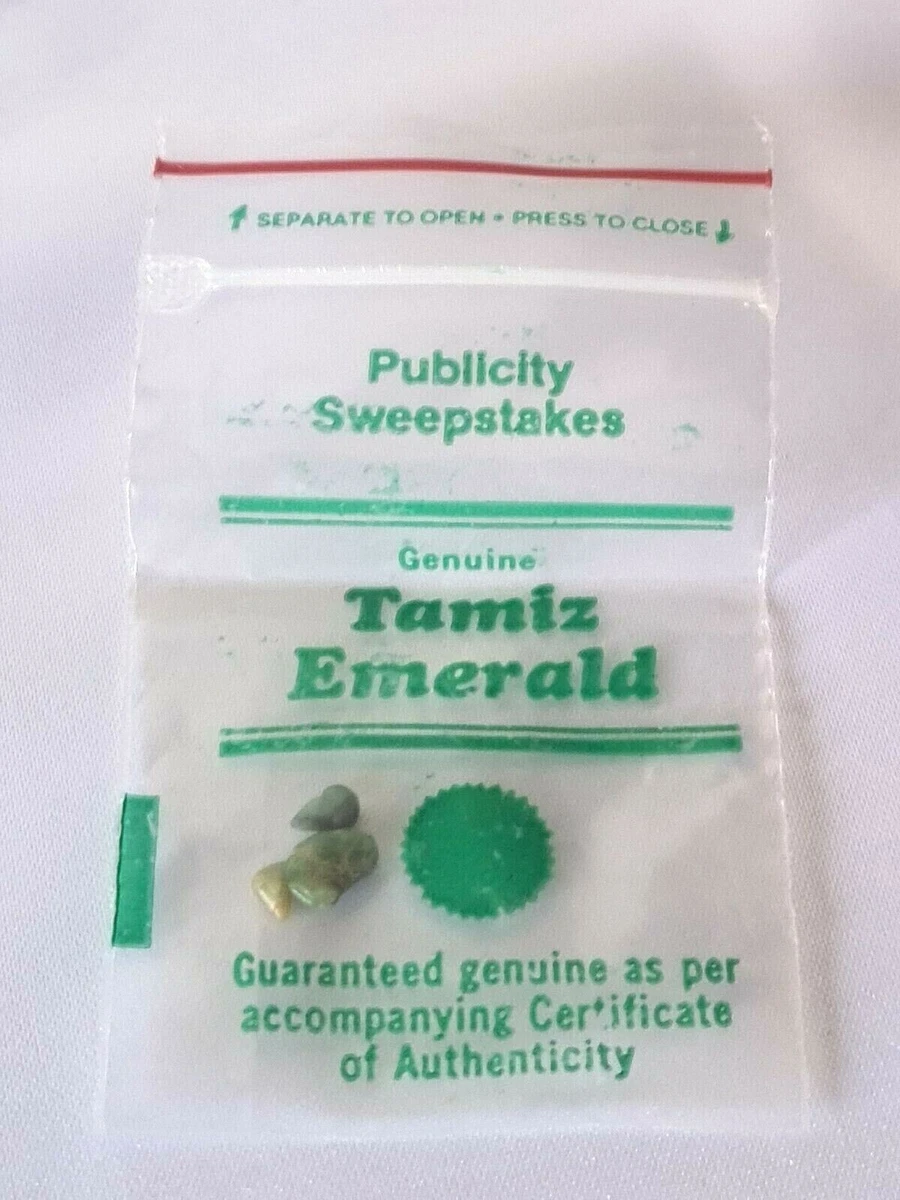 SEPARATE TO OPEN • PRESS TO CLOSE
Publicity
Sweepstakes
Genuine
Tamiz
Emerald
Guaranteed genuine as per
accompanying Certificate
of Authenticity